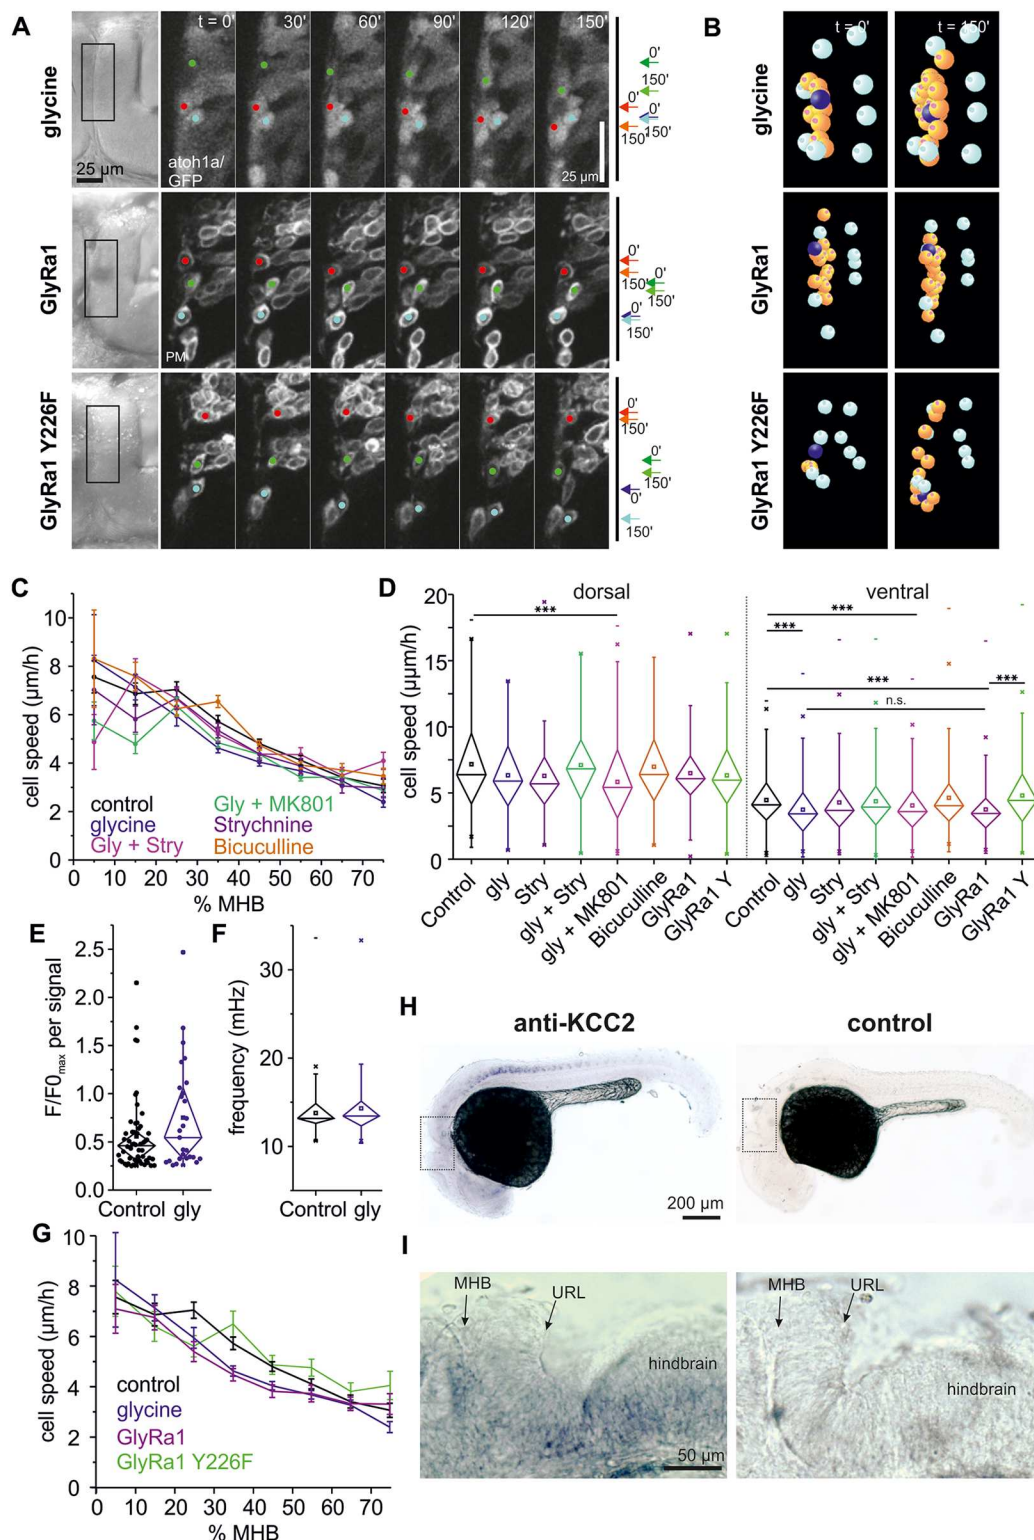 A
t = 0' 30' 60' 90' 120' 150'
glycine
25 µm
atoh1a/
GFP
25 µm
0'
150'
0'
0'
150'
150'
GlyRa1
PM
0'
150'
0'
150'
0'
150'
GlyRa1 Y226F
0'
150'
0'
150'
0'
150'
B
t = 0' t = 150'
glycine
GlyRa1
GlyRa1 Y226F
C
cell speed (µm/h)
10
8
6
4
2
0
control
glycine
Gly + Stry
Gly + MK801
Strychnine
Bicuculline
0 10 20 30 40 50 60 70
% MHB
D
dorsal ventral
cell speed (µµm/h)
20
15
10
5
0
***
***
***
***
***
n.s.
Control
gly
Stry
gly + Stry
gly + MK801
Bicuculline
GlyRa1
GlyRa1 Y
Control
gly
Stry
gly + Stry
gly + MK801
Bicuculline
GlyRa1
GlyRa1 Y
E
F/F0max per signal
2.5
2.0
1.5
1.0
0.5
0.0
Control gly
F
frequency (mHz)
30
20
10
Control gly
G
cell speed (µm/h)
10
8
6
4
2
0
control
glycine
GlyRa1
GlyRa1 Y226F
0 10 20 30 40 50 60 70
% MHB
H
anti-KCC2 control
200 µm
I
MHB URL
hindbrain
50 µm
MHB URL
hindbrain